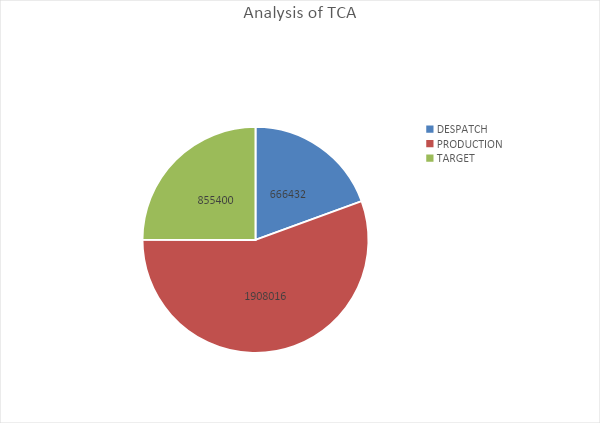 Analysis of TCA
DESPATCH
PRODUCTION
TARGET
855400
666432
1908016